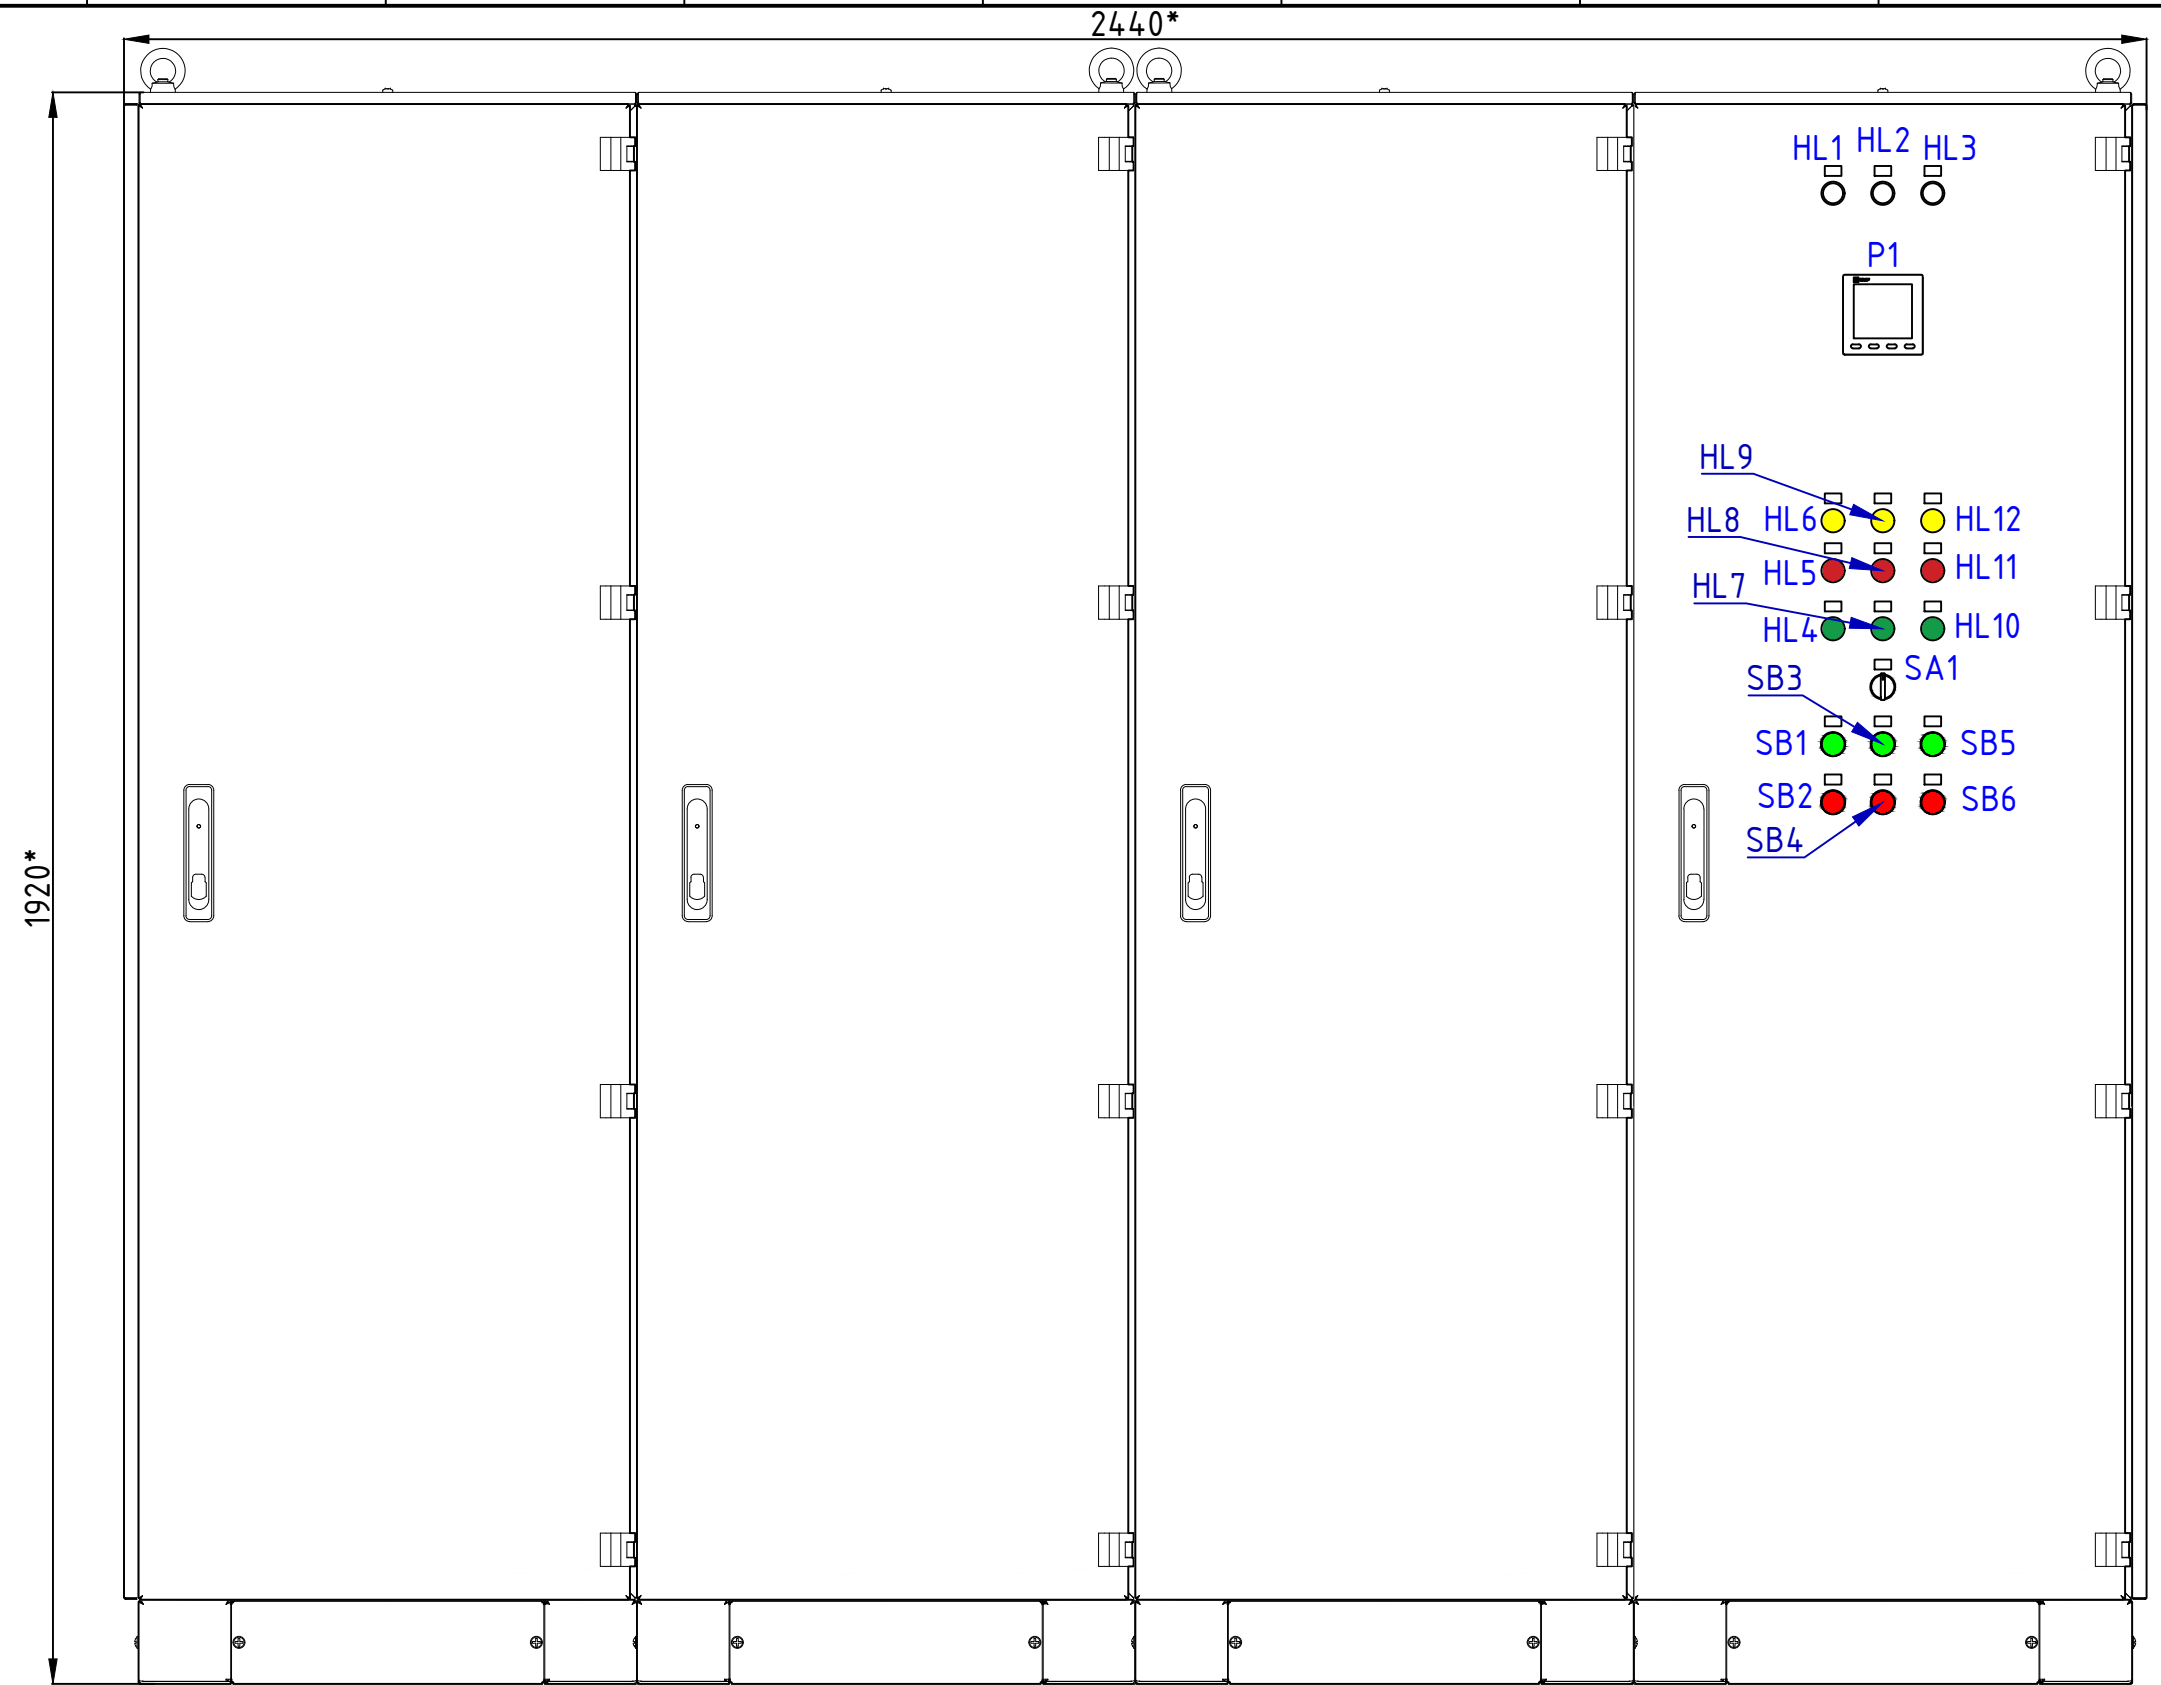 2440*
HL1 HL2 HL3
P1
HL9
HL6 HL12
HL8
HL5 HL11
HL7
HL4 HL10
SA1
SB3
SB1 SB5
SB2 SB6
SB4
1920*